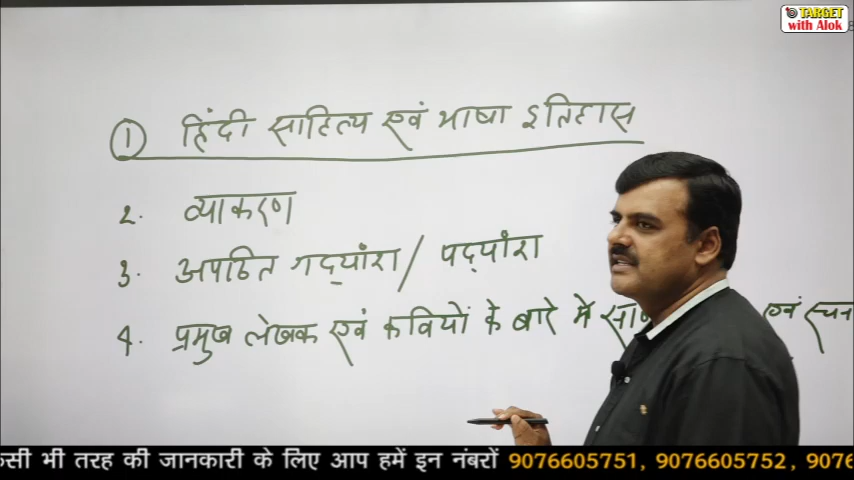 TARGET
with Alok
① हिंदी साहित्य एवं भाषा इतिहास
2. व्याकरण
3. अपठित गद्यांश / पद्यांश
4. प्रमुख लेखक एवं कवियों के बारे में एवं
भी तरह की जानकारी के लिए आप हमें इन नंबरों 9076605751, 9076605752,